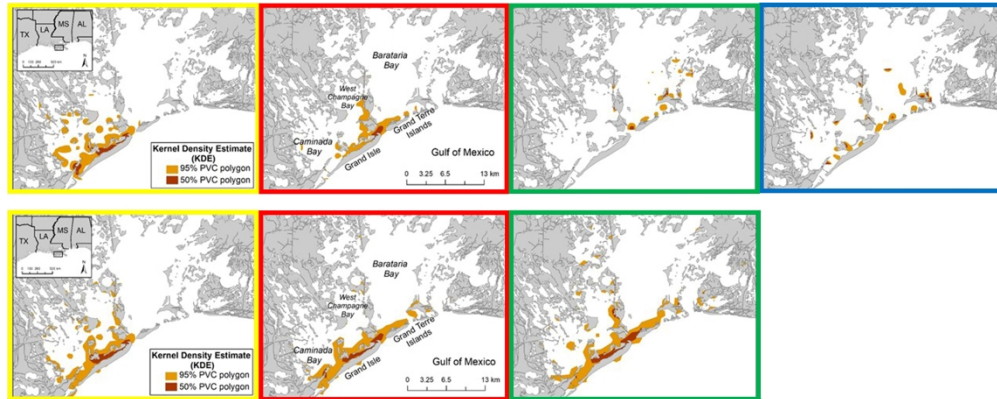 TX
LA
MS
AL
N
Kernel Density Estimate
(KDE)
95% PVC polygon
50% PVC polygon
Barataria
Bay
West
Champagne
Bay
Caminada
Bay
Grand Isle
Grand Terre
Islands
Gulf of Mexico
0 3.25 6.5 13 km
TX
LA
MS
AL
N
Kernel Density Estimate
(KDE)
95% PVC polygon
50% PVC polygon
Barataria
Bay
West
Champagne
Bay
Caminada
Bay
Grand Isle
Grand Terre
Islands
Gulf of Mexico
0 3.25 6.5 13 km